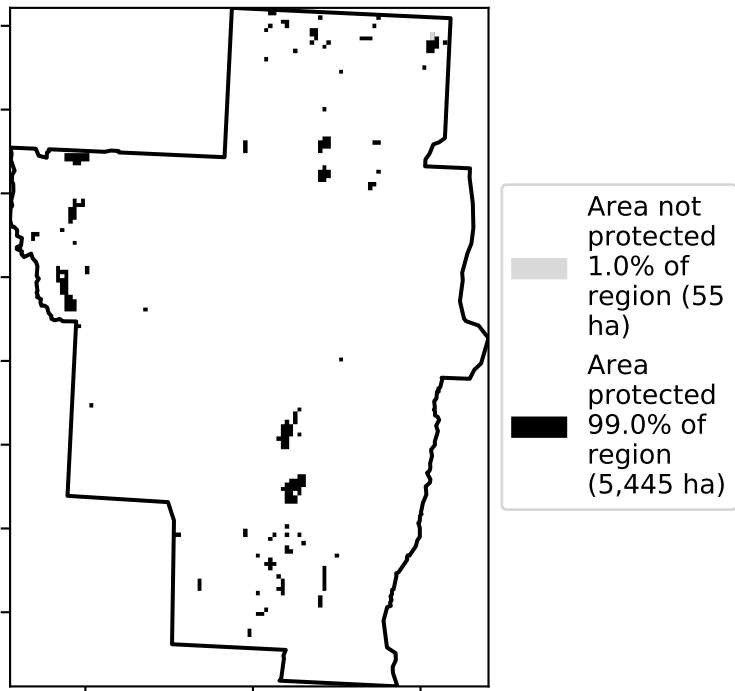 Area not
protected
1.0% of
region (55
ha)
Area
protected
99.0% of
region
(5,445 ha)